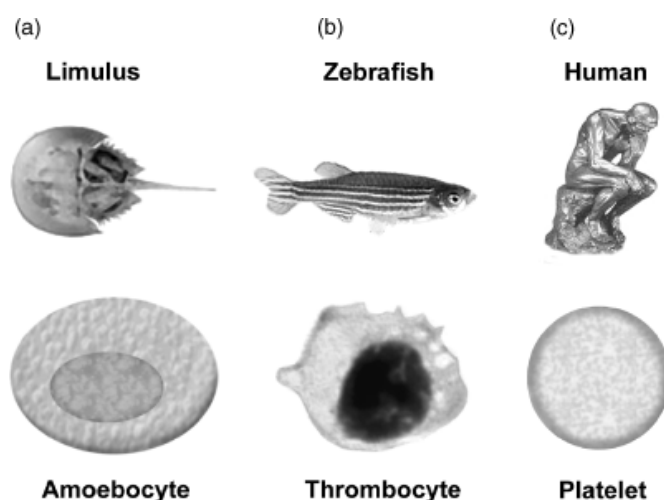 (a)
(b)
(c)
Limulus
Zebrafish
Human
Amoebocyte
Thrombocyte
Platelet